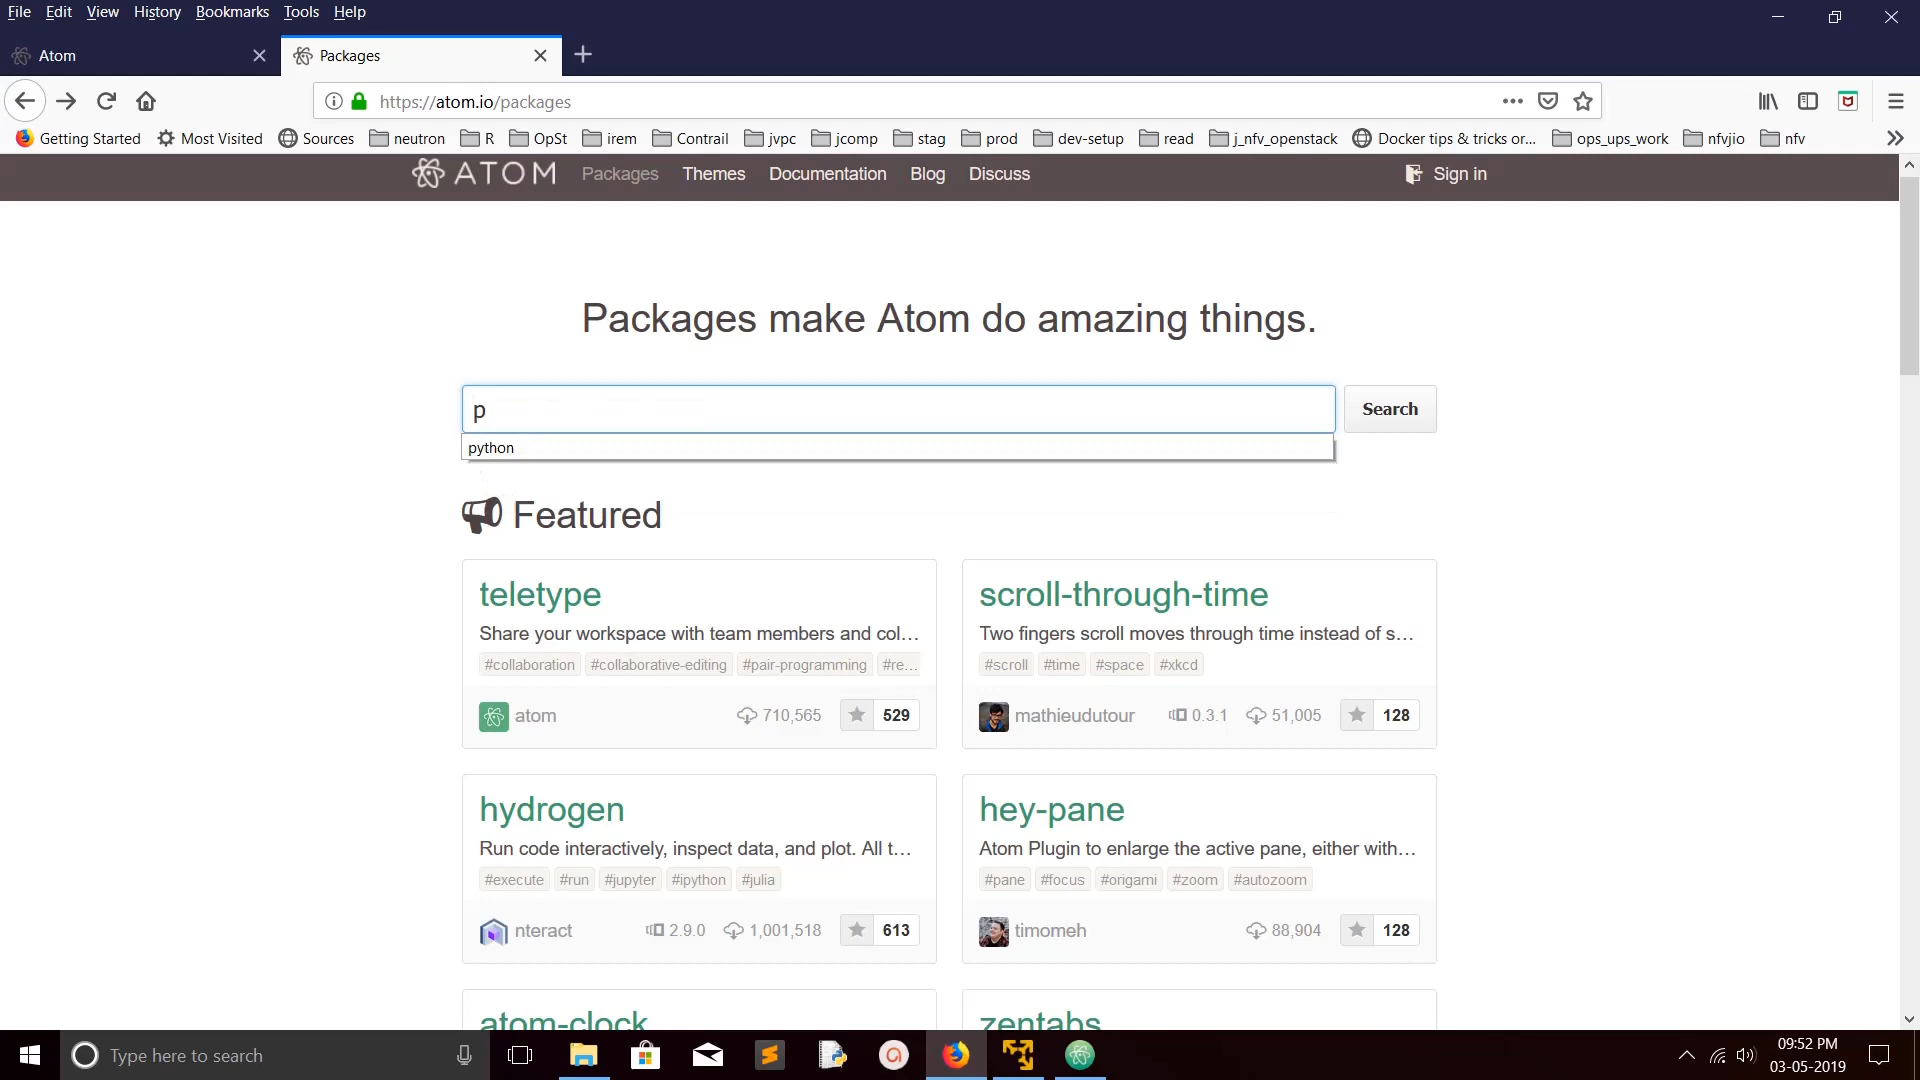 File Edit View History Bookmarks Tools Help
Atom
Packages
https://atom.io/packages
Getting Started Most Visited Sources neutron R OpSt irem Contrail jvpc jcomp stag prod dev-setup read j_nfv_openstack Docker tips & tricks or... ops_ups_work nfvjio nfv
ATOM Packages Themes Documentation Blog Discuss Sign in
Packages make Atom do amazing things.
p
Search
python
Featured
teletype
Share your workspace with team members and col...
#collaboration #collaborative-editing #pair-programming #re...
atom 710,565 529
scroll-through-time
Two fingers scroll moves through time instead of s...
#scroll #time #space #xkcd
mathieudutour 0.3.1 51,005 128
hydrogen
Run code interactively, inspect data, and plot. All t...
#execute #run #jupyter #ipython #julia
nteract 2.9.0 1,001,518 613
hey-pane
Atom Plugin to enlarge the active pane, either with...
#pane #focus #origami #zoom #autozoom
timomeh 88,904 128
atom-clock
zentabs
Type here to search
09:52 PM
03-05-2019